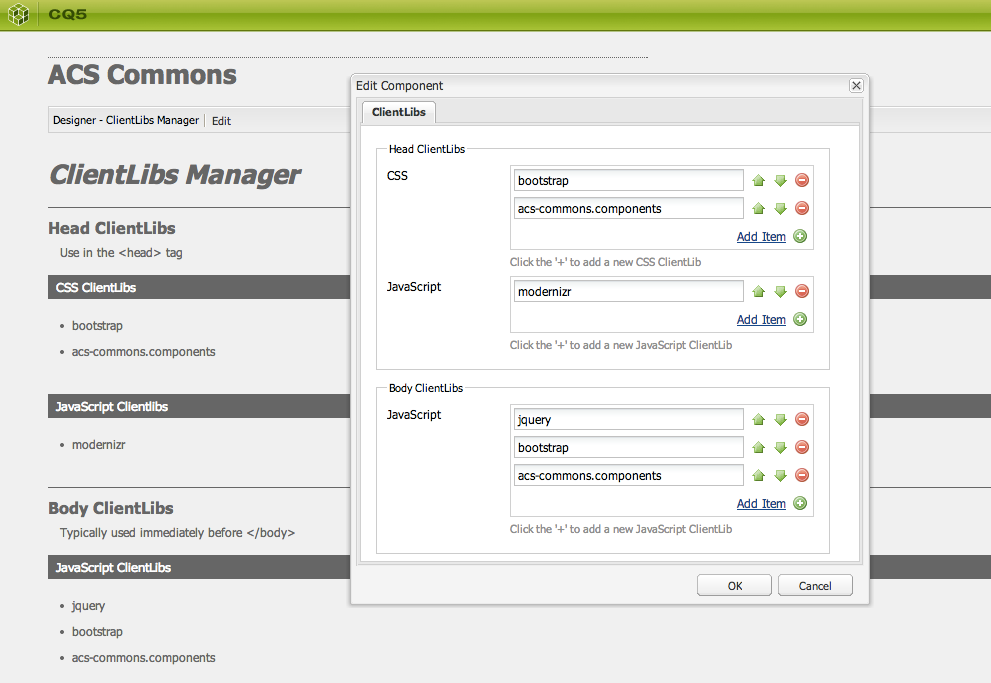 CQ5
ACS Commons
Designer - ClientLibs Manager Edit
ClientLibs Manager
Head ClientLibs
Use in the <head> tag
CSS ClientLibs
bootstrap
acs-commons.components
JavaScript Clientlibs
modernizr
Body ClientLibs
Typically used immediately before </body>
JavaScript ClientLibs
jquery
bootstrap
acs-commons.components
Edit Component
ClientLibs
Head ClientLibs
CSS
bootstrap
acs-commons.components
Add Item
Click the '+' to add a new CSS ClientLib
JavaScript
modernizr
Add Item
Click the '+' to add a new JavaScript ClientLib
Body ClientLibs
JavaScript
jquery
bootstrap
acs-commons.components
Add Item
Click the '+' to add a new JavaScript ClientLib
OK Cancel